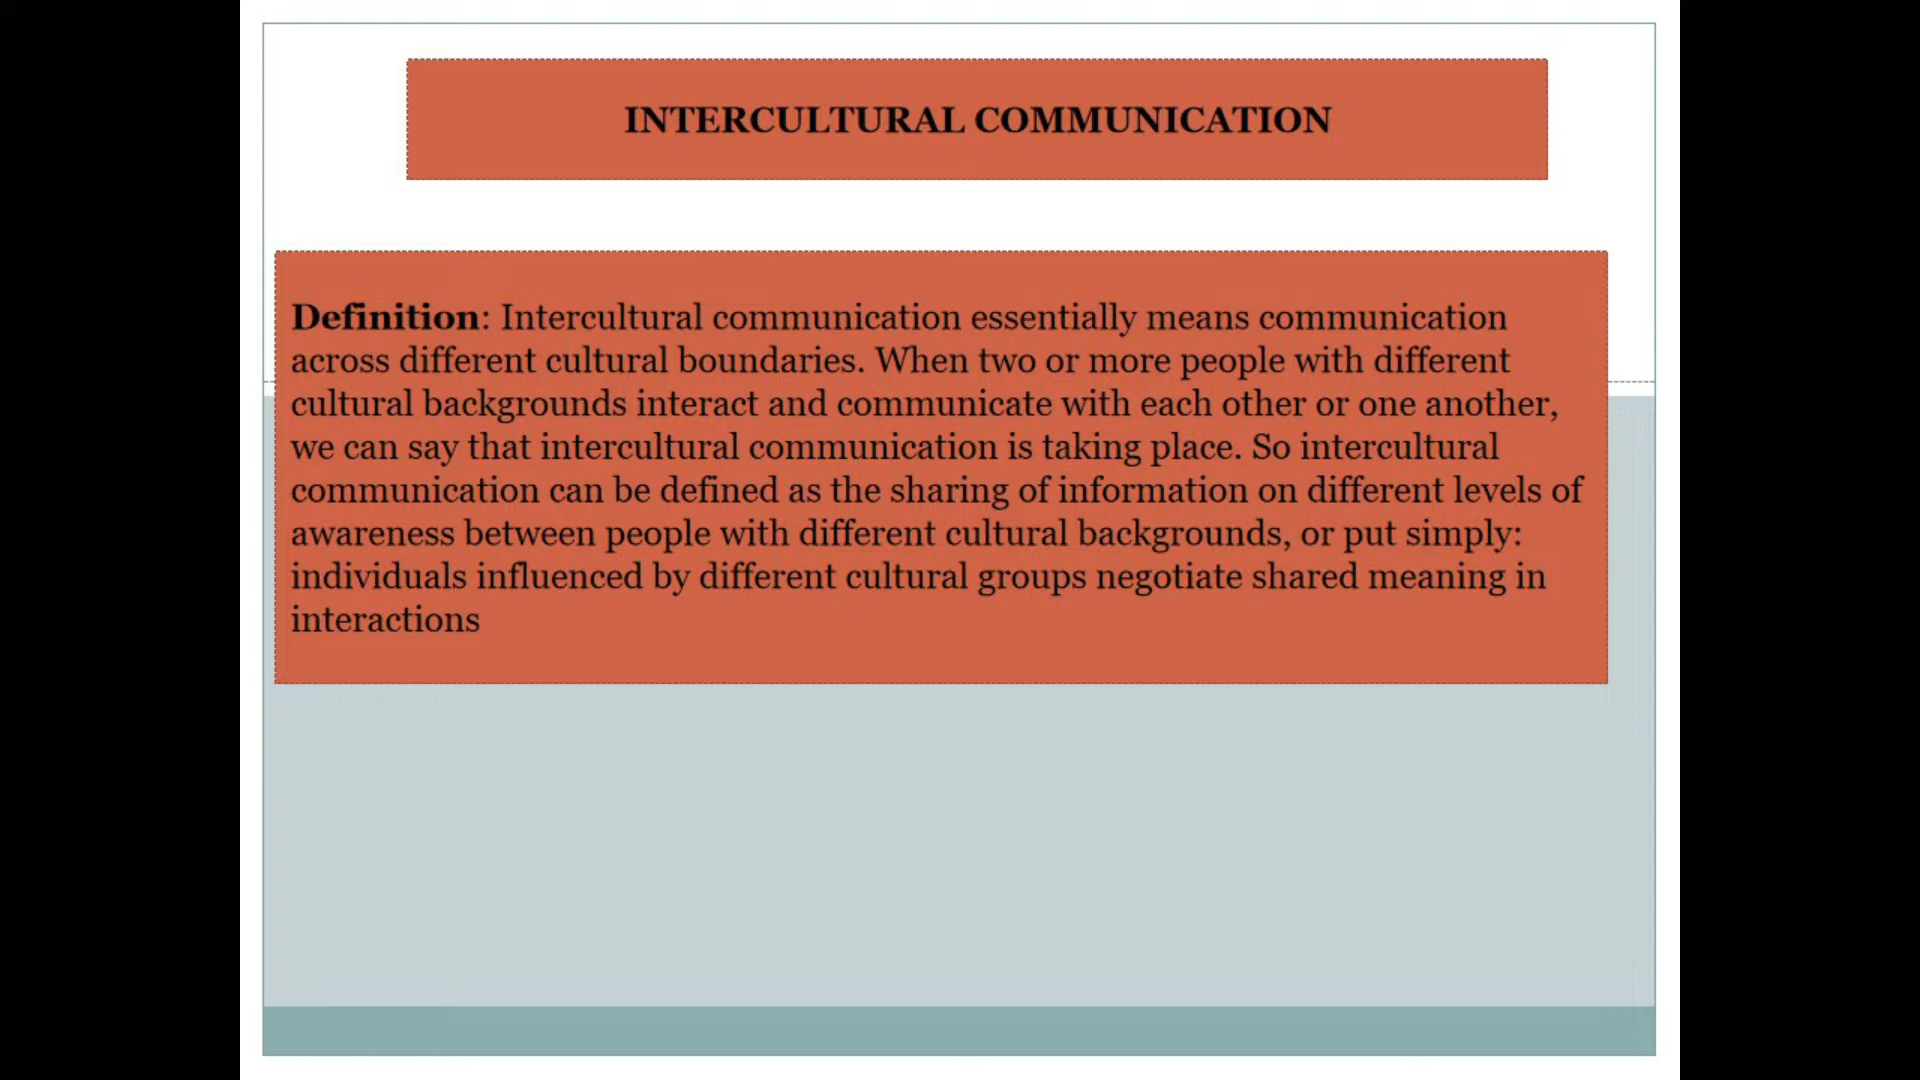 INTERCULTURAL COMMUNICATION
Definition: Intercultural communication essentially means communication
across different cultural boundaries. When two or more people with different
cultural backgrounds interact and communicate with each other or one another,
we can say that intercultural communication is taking place. So intercultural
communication can be defined as the sharing of information on different levels of
awareness between people with different cultural backgrounds, or put simply:
individuals influenced by different cultural groups negotiate shared meaning in
interactions